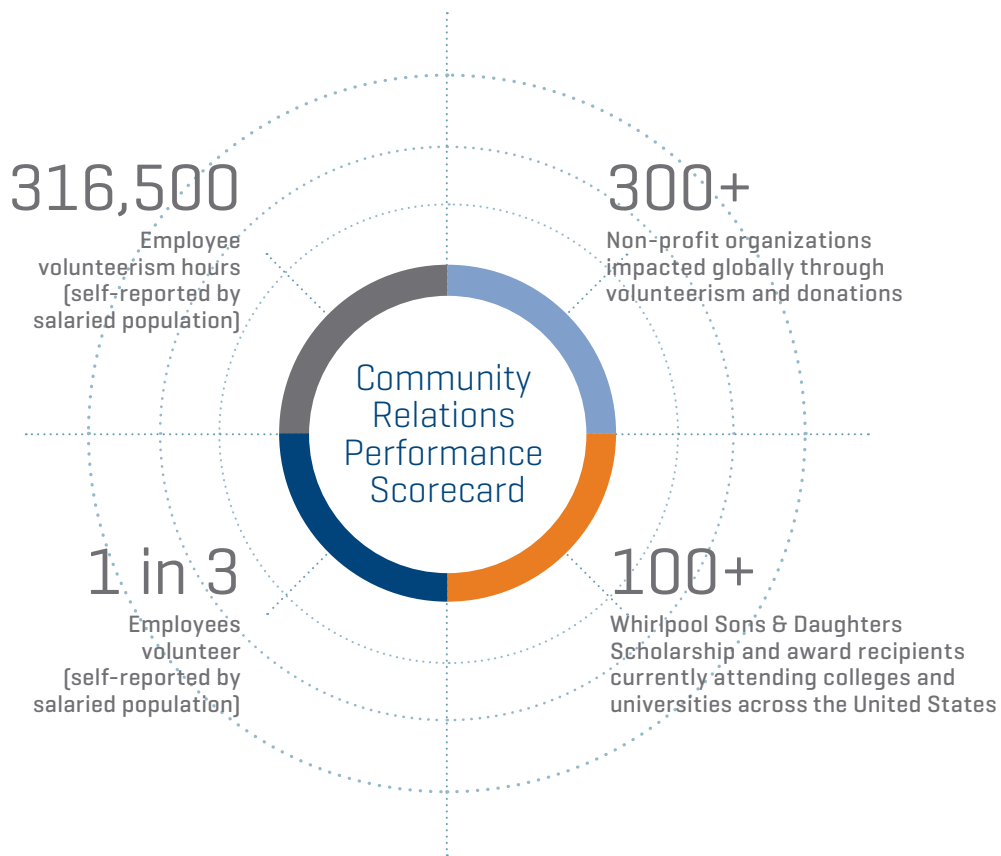 316,500
Employee
volunteerism hours
(self-reported by
salaried population)
300+
Non-profit organizations
impacted globally through
volunteerism and donations
Community
Relations
Performance
Scorecard
1 in 3
Employees
volunteer
(self-reported by
salaried population)
100+
Whirlpool Sons & Daughters
Scholarship and award recipients
currently attending colleges and
universities across the United States